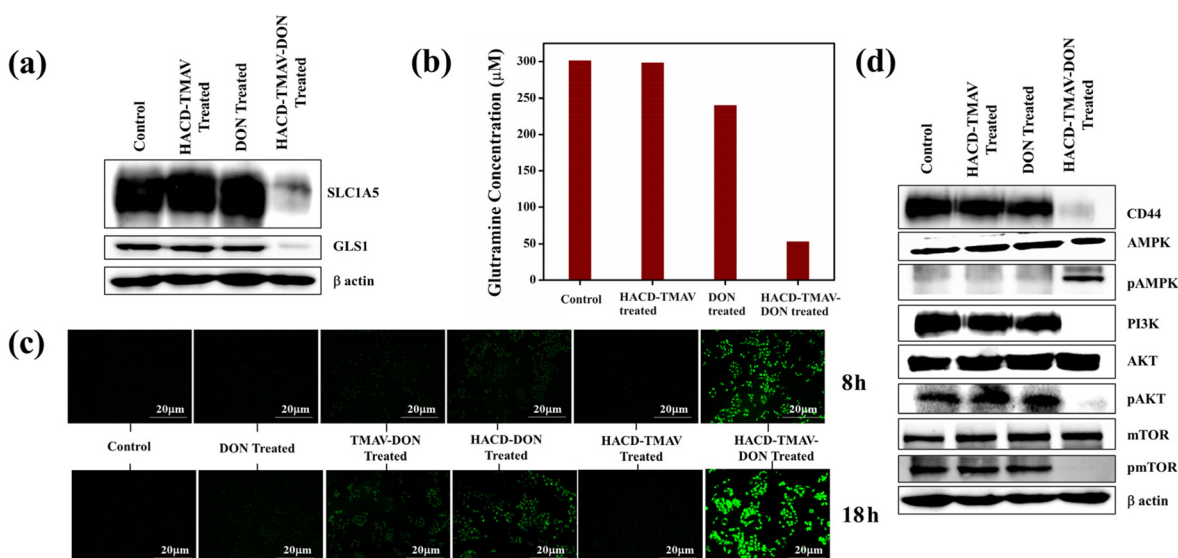 (a)
Control
HACD-TMAV
Treated
DON Treated
HACD-TMAV-DON
Treated
SLC1A5
GLS1
β actin
(b)
Glutramine Concentration (μM)
300
250
200
150
100
50
0
Control
HACD-TMAV
treated
DON
treated
HACD-TMAV-
DON treated
(c)
20μm
20μm
20μm
20μm
20μm
20μm
8h
Control
DON Treated
TMAV-DON
Treated
HACD-DON
Treated
HACD-TMAV
Treated
HACD-TMAV-
DON Treated
20μm
20μm
20μm
20μm
20μm
20μm
18h
(d)
Control
HACD-TMAV
Treated
DON Treated
HACD-TMAV-DON
Treated
CD44
AMPK
pAMPK
PI3K
AKT
pAKT
mTOR
pmTOR
β actin